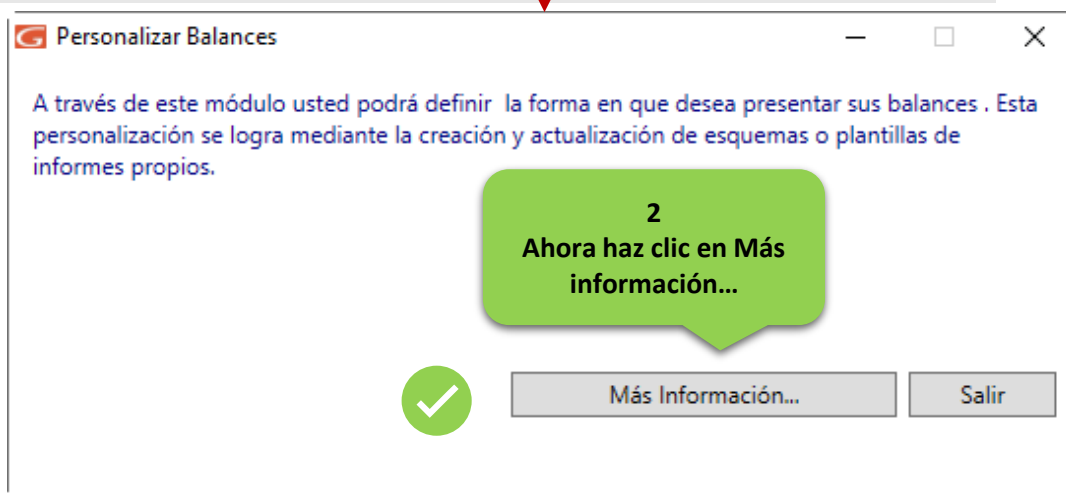 Personalizar Balances
A través de este módulo usted podrá definir  la forma en que desea presentar sus balances . Esta
personalización se logra mediante la creación y actualización de esquemas o plantillas de
informes propios.
2
Ahora haz clic en Más
información...
Más Información...
Salir